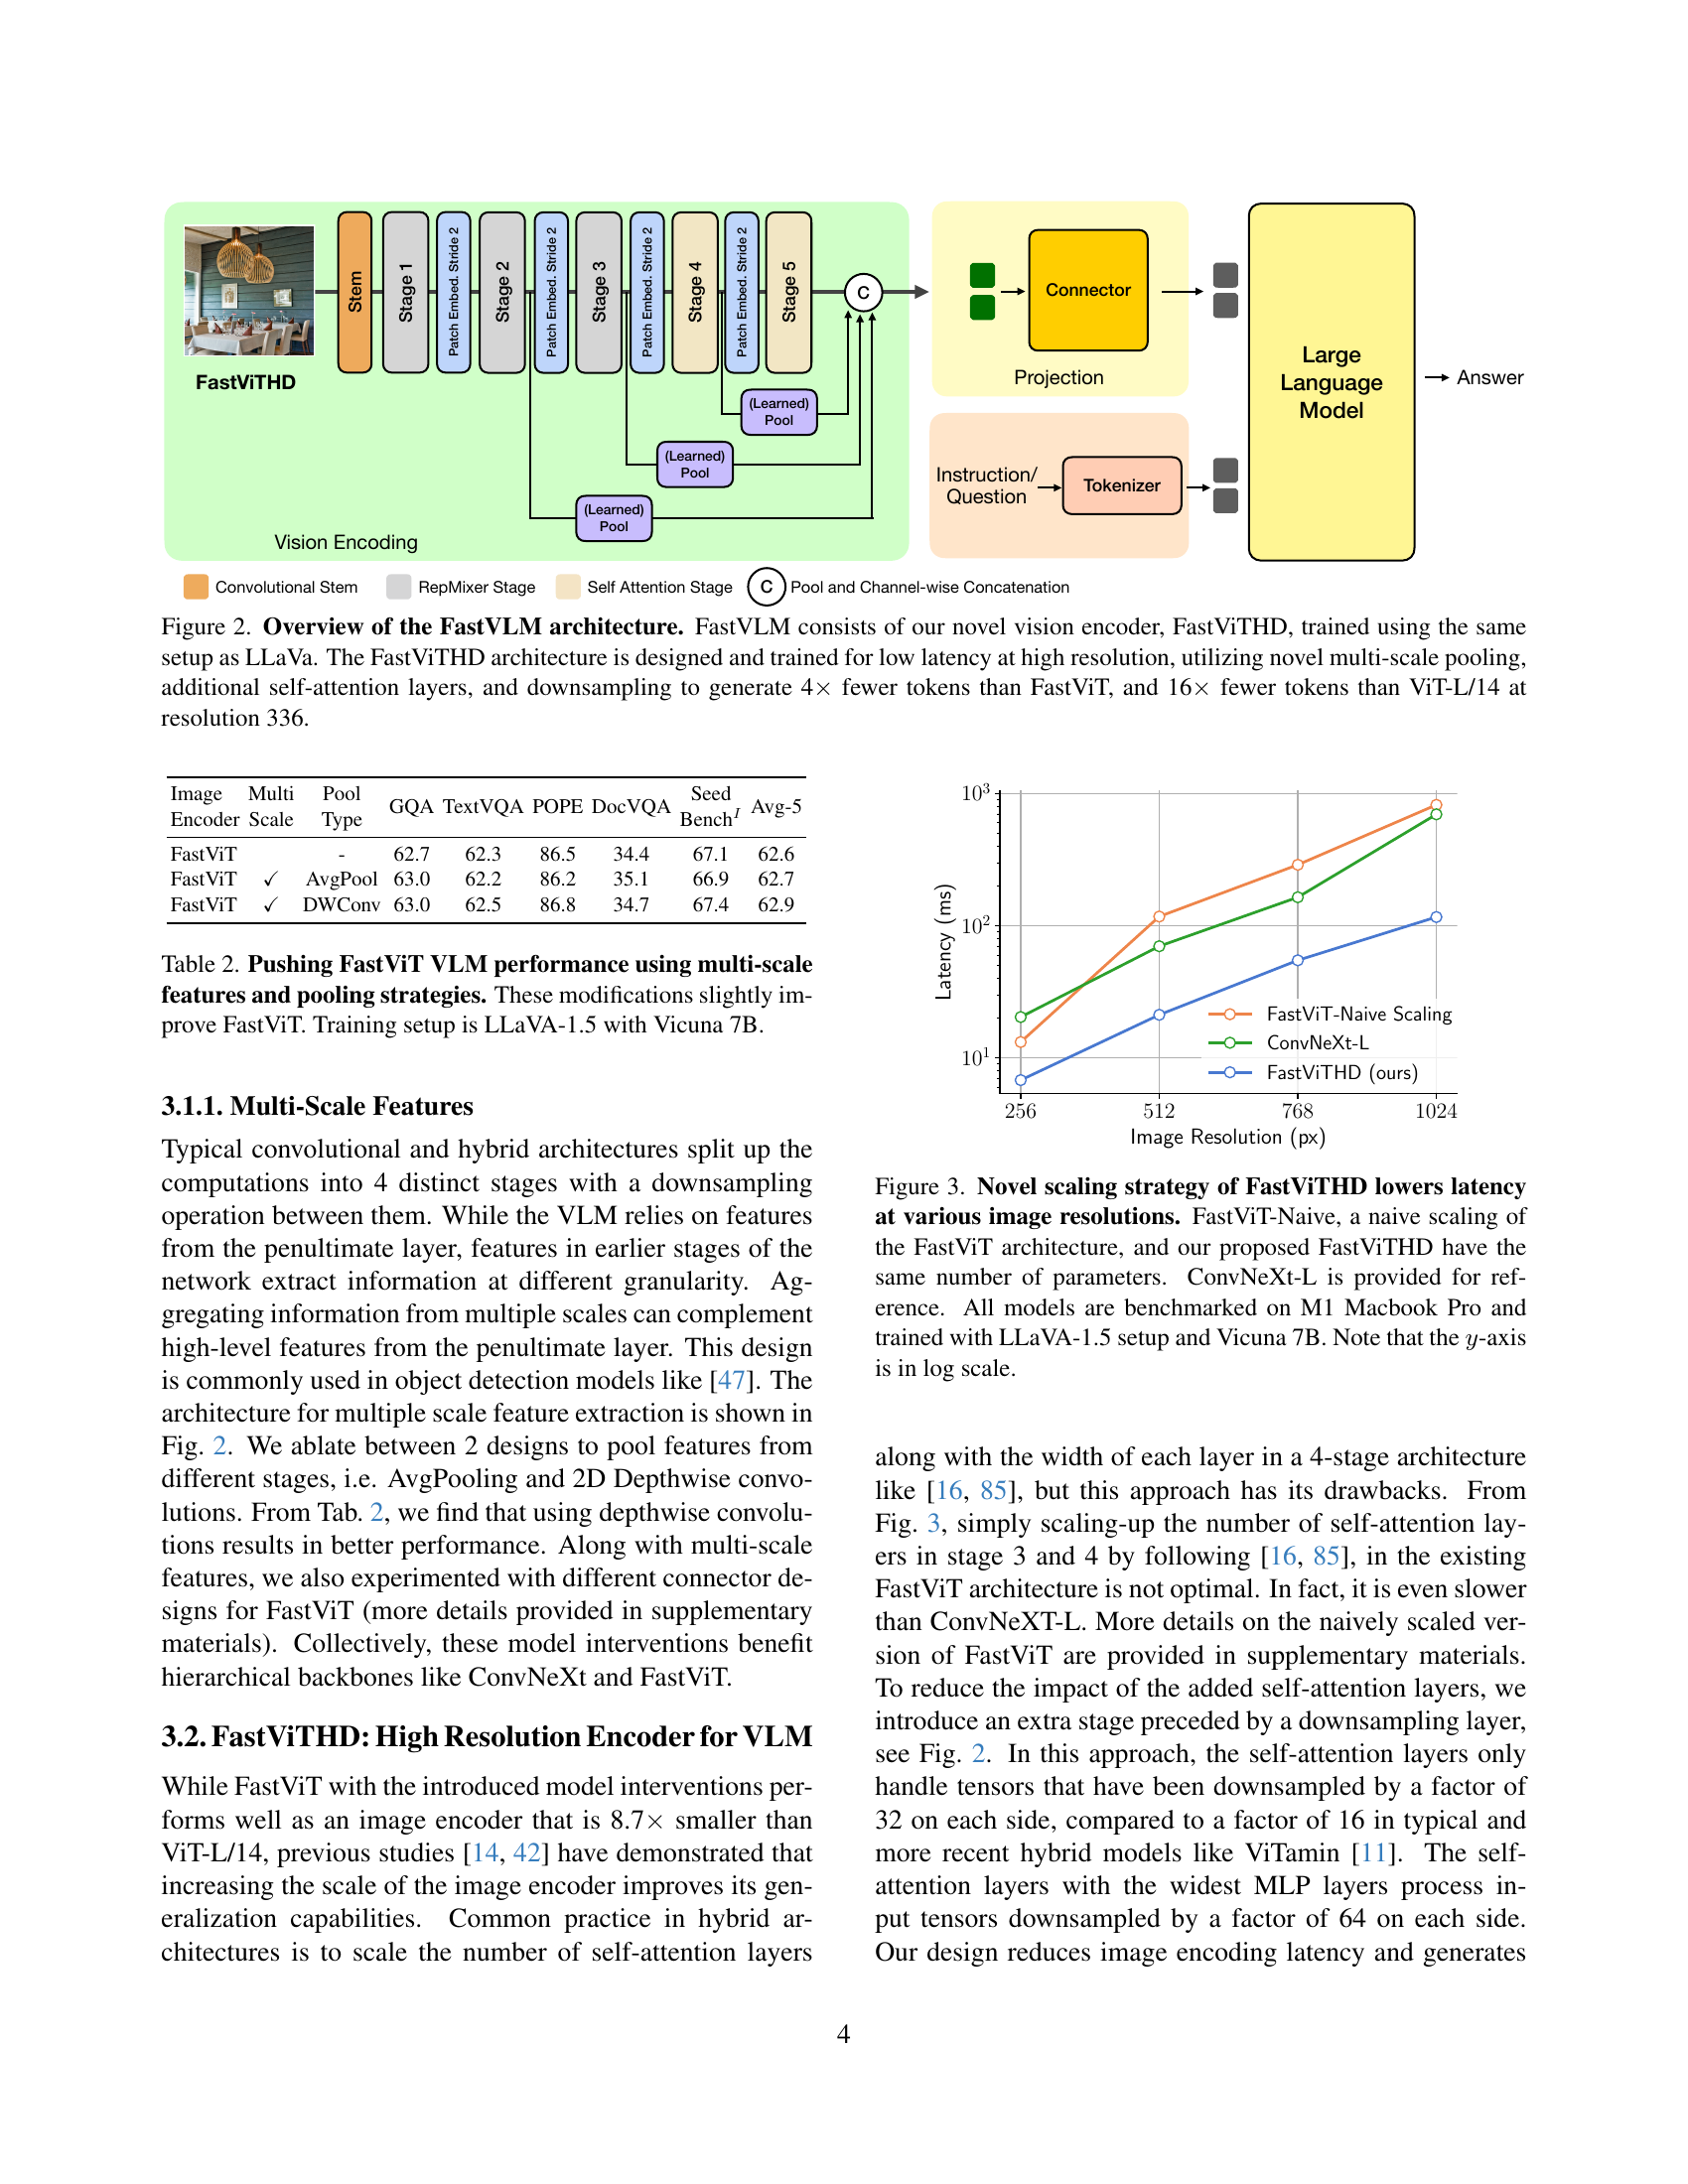 Stem
Stage 1
Patch Embed. Stride 2
Stage 2
Patch Embed. Stride 2
Stage 3
Patch Embed. Stride 2
Stage 4
Patch Embed. Stride 2
Stage 5
C
FastViTHD
(Learned)
Pool
(Learned)
Pool
(Learned)
Pool
Vision Encoding
Connector
Projection
Instruction/
Question
Tokenizer
Large
Language
Model
Answer
Convolutional Stem RepMixer Stage Self Attention Stage C Pool and Channel-wise Concatenation
Figure 2. Overview of the FastVLM architecture. FastVLM consists of our novel vision encoder, FastViTHD, trained using the same
setup as LLaVa. The FastViTHD architecture is designed and trained for low latency at high resolution, utilizing novel multi-scale pooling,
additional self-attention layers, and downsampling to generate 4× fewer tokens than FastViT, and 16× fewer tokens than ViT-L/14 at
resolution 336.
Image Encoder Multi Scale Pool Type GQA TextVQA POPE DocVQA Seed Bench^I Avg-5
FastViT - 62.7 62.3 86.5 34.4 67.1 62.6
FastViT ✓ AvgPool 63.0 62.2 86.2 35.1 66.9 62.7
FastViT ✓ DWConv 63.0 62.5 86.8 34.7 67.4 62.9
Table 2. Pushing FastViT VLM performance using multi-scale
features and pooling strategies. These modifications slightly im-
prove FastViT. Training setup is LLaVA-1.5 with Vicuna 7B.
3.1.1. Multi-Scale Features
Typical convolutional and hybrid architectures split up the
computations into 4 distinct stages with a downsampling
operation between them. While the VLM relies on features
from the penultimate layer, features in earlier stages of the
network extract information at different granularity. Ag-
gregating information from multiple scales can complement
high-level features from the penultimate layer. This design
is commonly used in object detection models like [47]. The
architecture for multiple scale feature extraction is shown in
Fig. 2. We ablate between 2 designs to pool features from
different stages, i.e. AvgPooling and 2D Depthwise convo-
lutions. From Tab. 2, we find that using depthwise convolu-
tions results in better performance. Along with multi-scale
features, we also experimented with different connector de-
signs for FastViT (more details provided in supplementary
materials). Collectively, these model interventions benefit
hierarchical backbones like ConvNeXt and FastViT.
3.2. FastViTHD: High Resolution Encoder for VLM
While FastViT with the introduced model interventions per-
forms well as an image encoder that is 8.7× smaller than
ViT-L/14, previous studies [14, 42] have demonstrated that
increasing the scale of the image encoder improves its gen-
eralization capabilities. Common practice in hybrid ar-
chitectures is to scale the number of self-attention layers
10³
10²
10¹
Latency (ms)
FastViT-Naive Scaling
ConvNeXt-L
FastViTHD (ours)
256 512 768 1024
Image Resolution (px)
Figure 3. Novel scaling strategy of FastViTHD lowers latency
at various image resolutions. FastViT-Naive, a naive scaling of
the FastViT architecture, and our proposed FastViTHD have the
same number of parameters. ConvNeXt-L is provided for ref-
erence. All models are benchmarked on M1 Macbook Pro and
trained with LLaVA-1.5 setup and Vicuna 7B. Note that the y-axis
is in log scale.
along with the width of each layer in a 4-stage architecture
like [16, 85], but this approach has its drawbacks. From
Fig. 3, simply scaling-up the number of self-attention lay-
ers in stage 3 and 4 by following [16, 85], in the existing
FastViT architecture is not optimal. In fact, it is even slower
than ConvNeXT-L. More details on the naively scaled ver-
sion of FastViT are provided in supplementary materials.
To reduce the impact of the added self-attention layers, we
introduce an extra stage preceded by a downsampling layer,
see Fig. 2. In this approach, the self-attention layers only
handle tensors that have been downsampled by a factor of
32 on each side, compared to a factor of 16 in typical and
more recent hybrid models like ViTamin [11]. The self-
attention layers with the widest MLP layers process in-
put tensors downsampled by a factor of 64 on each side.
Our design reduces image encoding latency and generates
4